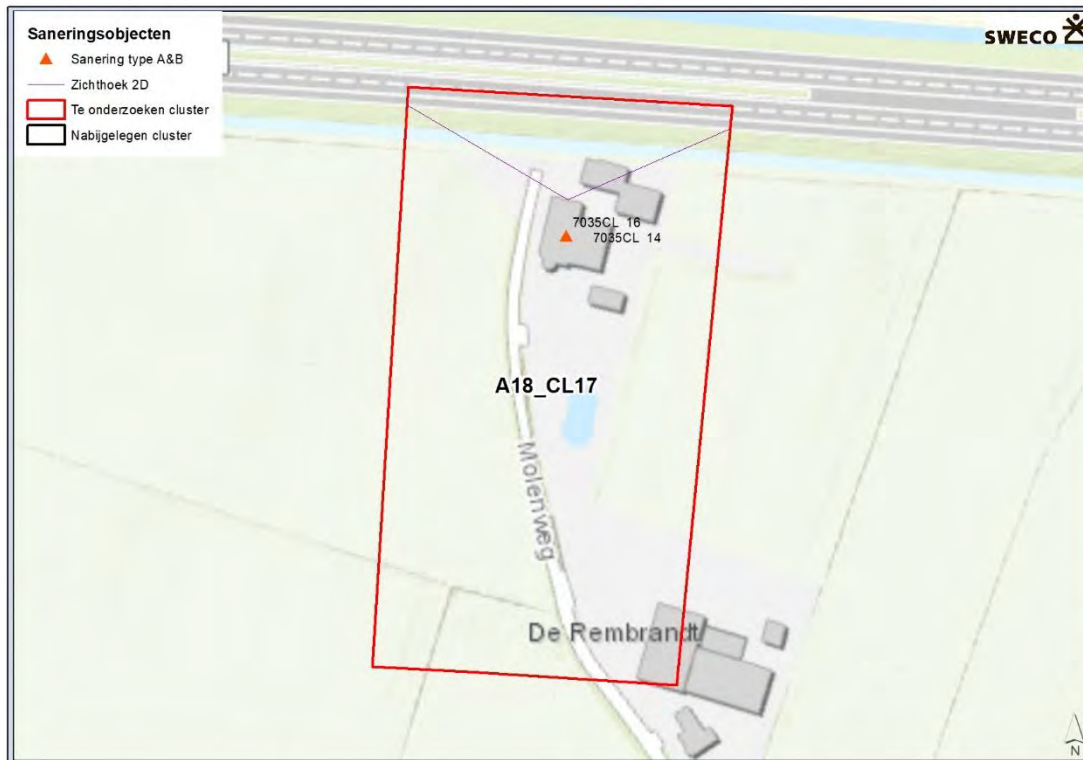 Saneringsobjecten
Sanering type A&B
Zichthoek 2D
Te onderzoeken cluster
Nabijgelegen cluster
SWECO
7035CL 16
7035CL 14
A18_CL17
Molenweg
De Rembrandt
N